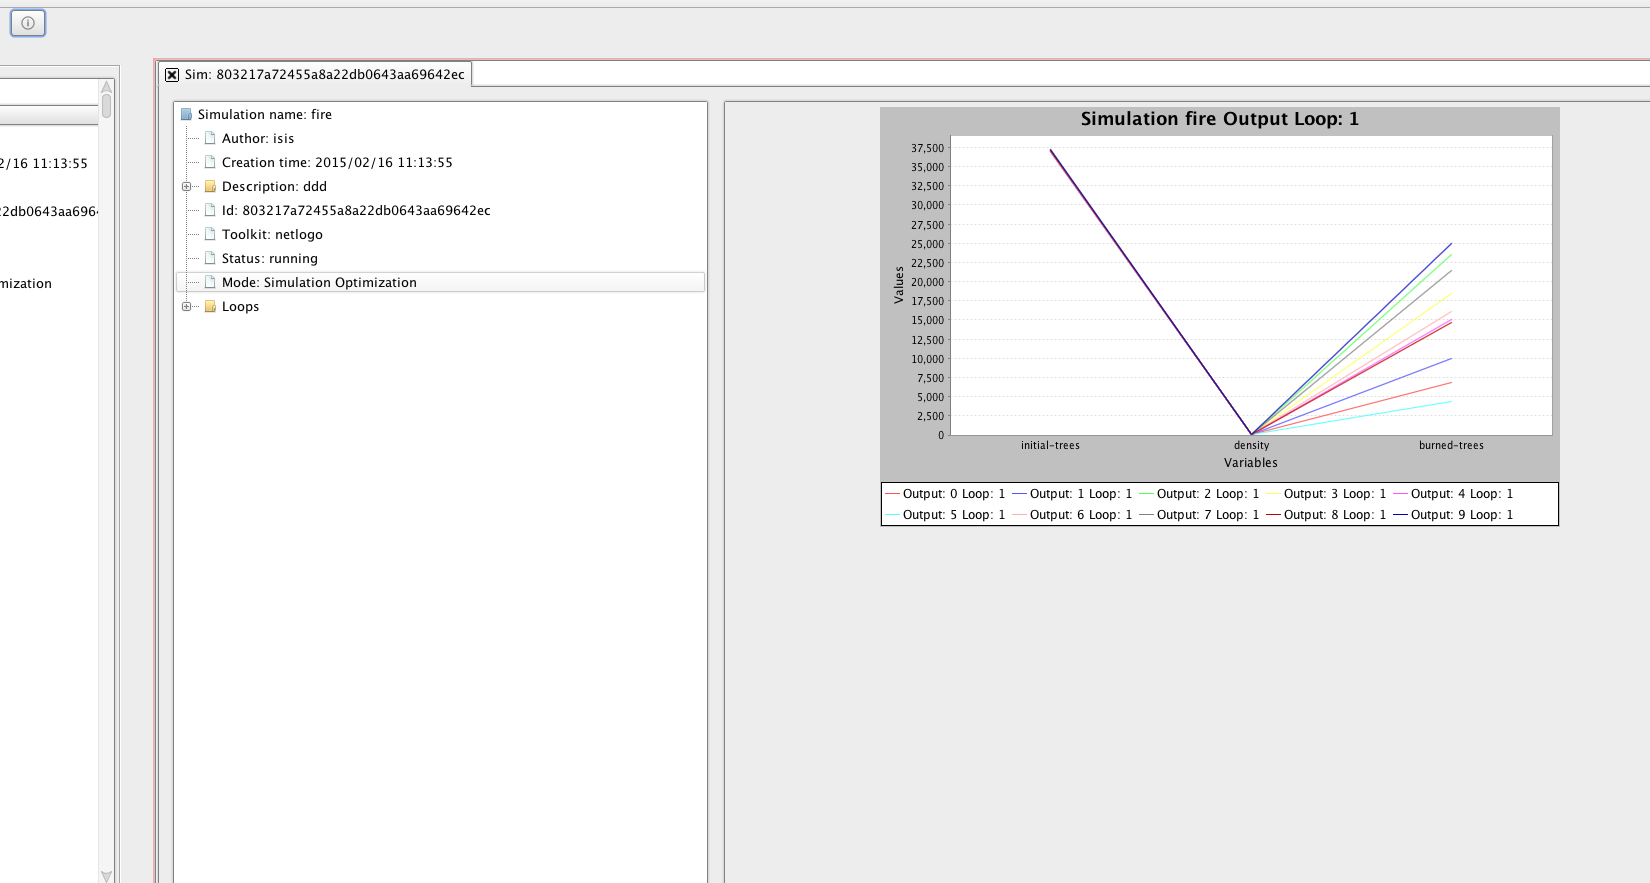 Sim: 803217a72455a8a22db0643aa69642ec
2/16 11:13:55
22db0643aa696
mization
Simulation name: fire
Author: isis
Creation time: 2015/02/16 11:13:55
Description: ddd
Id: 803217a72455a8a22db0643aa69642ec
Toolkit: netlogo
Status: running
Mode: Simulation Optimization
Loops
Simulation fire Output Loop: 1
37,500
35,000
32,500
30,000
27,500
25,000
22,500
20,000
17,500
15,000
12,500
10,000
7,500
5,000
2,500
0
Values
initial-trees density burned-trees
Variables
Output: 0 Loop: 1 Output: 1 Loop: 1 Output: 2 Loop: 1 Output: 3 Loop: 1 Output: 4 Loop: 1
Output: 5 Loop: 1 Output: 6 Loop: 1 Output: 7 Loop: 1 Output: 8 Loop: 1 Output: 9 Loop: 1